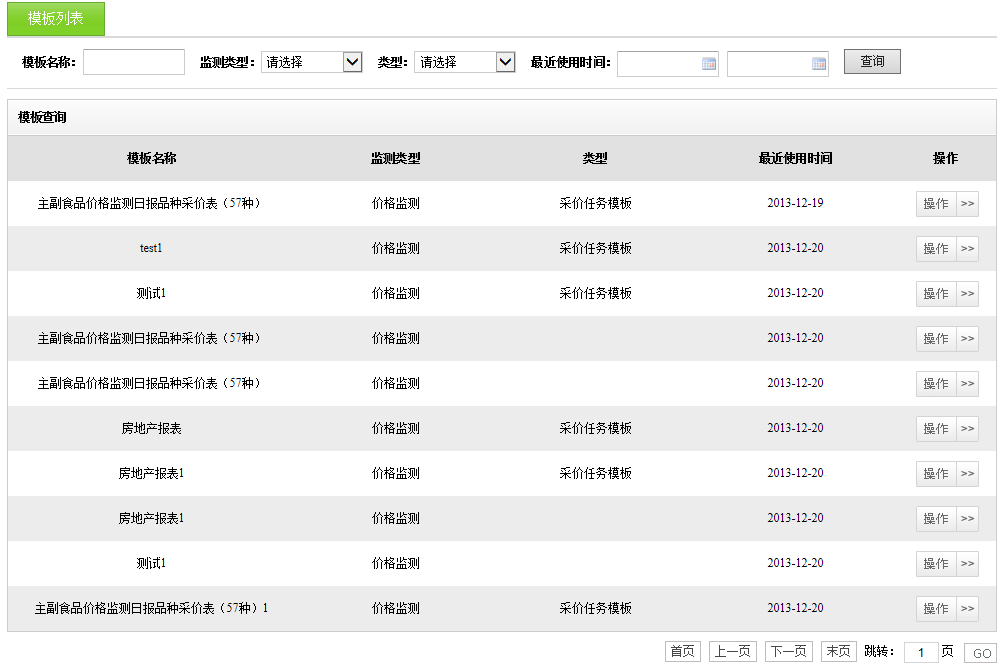 模板列表
模板名称: 监测类型: 请选择 类型: 请选择 最近使用时间: 查询
模板查询
模板名称 监测类型 类型 最近使用时间 操作
主副食品价格监测日报品种采价表（57种） 价格监测 采价任务模板 2013-12-19 操作 >>
test1 价格监测 采价任务模板 2013-12-20 操作 >>
测试1 价格监测 采价任务模板 2013-12-20 操作 >>
主副食品价格监测日报品种采价表（57种） 价格监测 2013-12-20 操作 >>
主副食品价格监测日报品种采价表（57种） 价格监测 2013-12-20 操作 >>
房地产报表 价格监测 采价任务模板 2013-12-20 操作 >>
房地产报表1 价格监测 采价任务模板 2013-12-20 操作 >>
房地产报表1 价格监测 2013-12-20 操作 >>
测试1 价格监测 2013-12-20 操作 >>
主副食品价格监测日报品种采价表（57种）1 价格监测 采价任务模板 2013-12-20 操作 >>
首页 上一页 下一页 末页 跳转: 1 页 GO